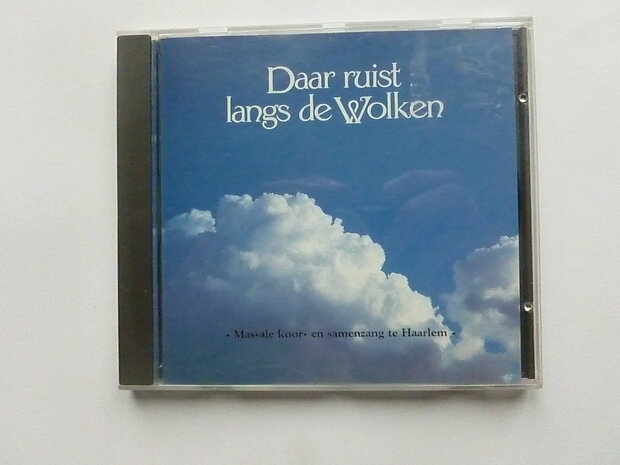 Daar ruist
langs de Wolken
- Massale koor- en samenzang te Haarlem -